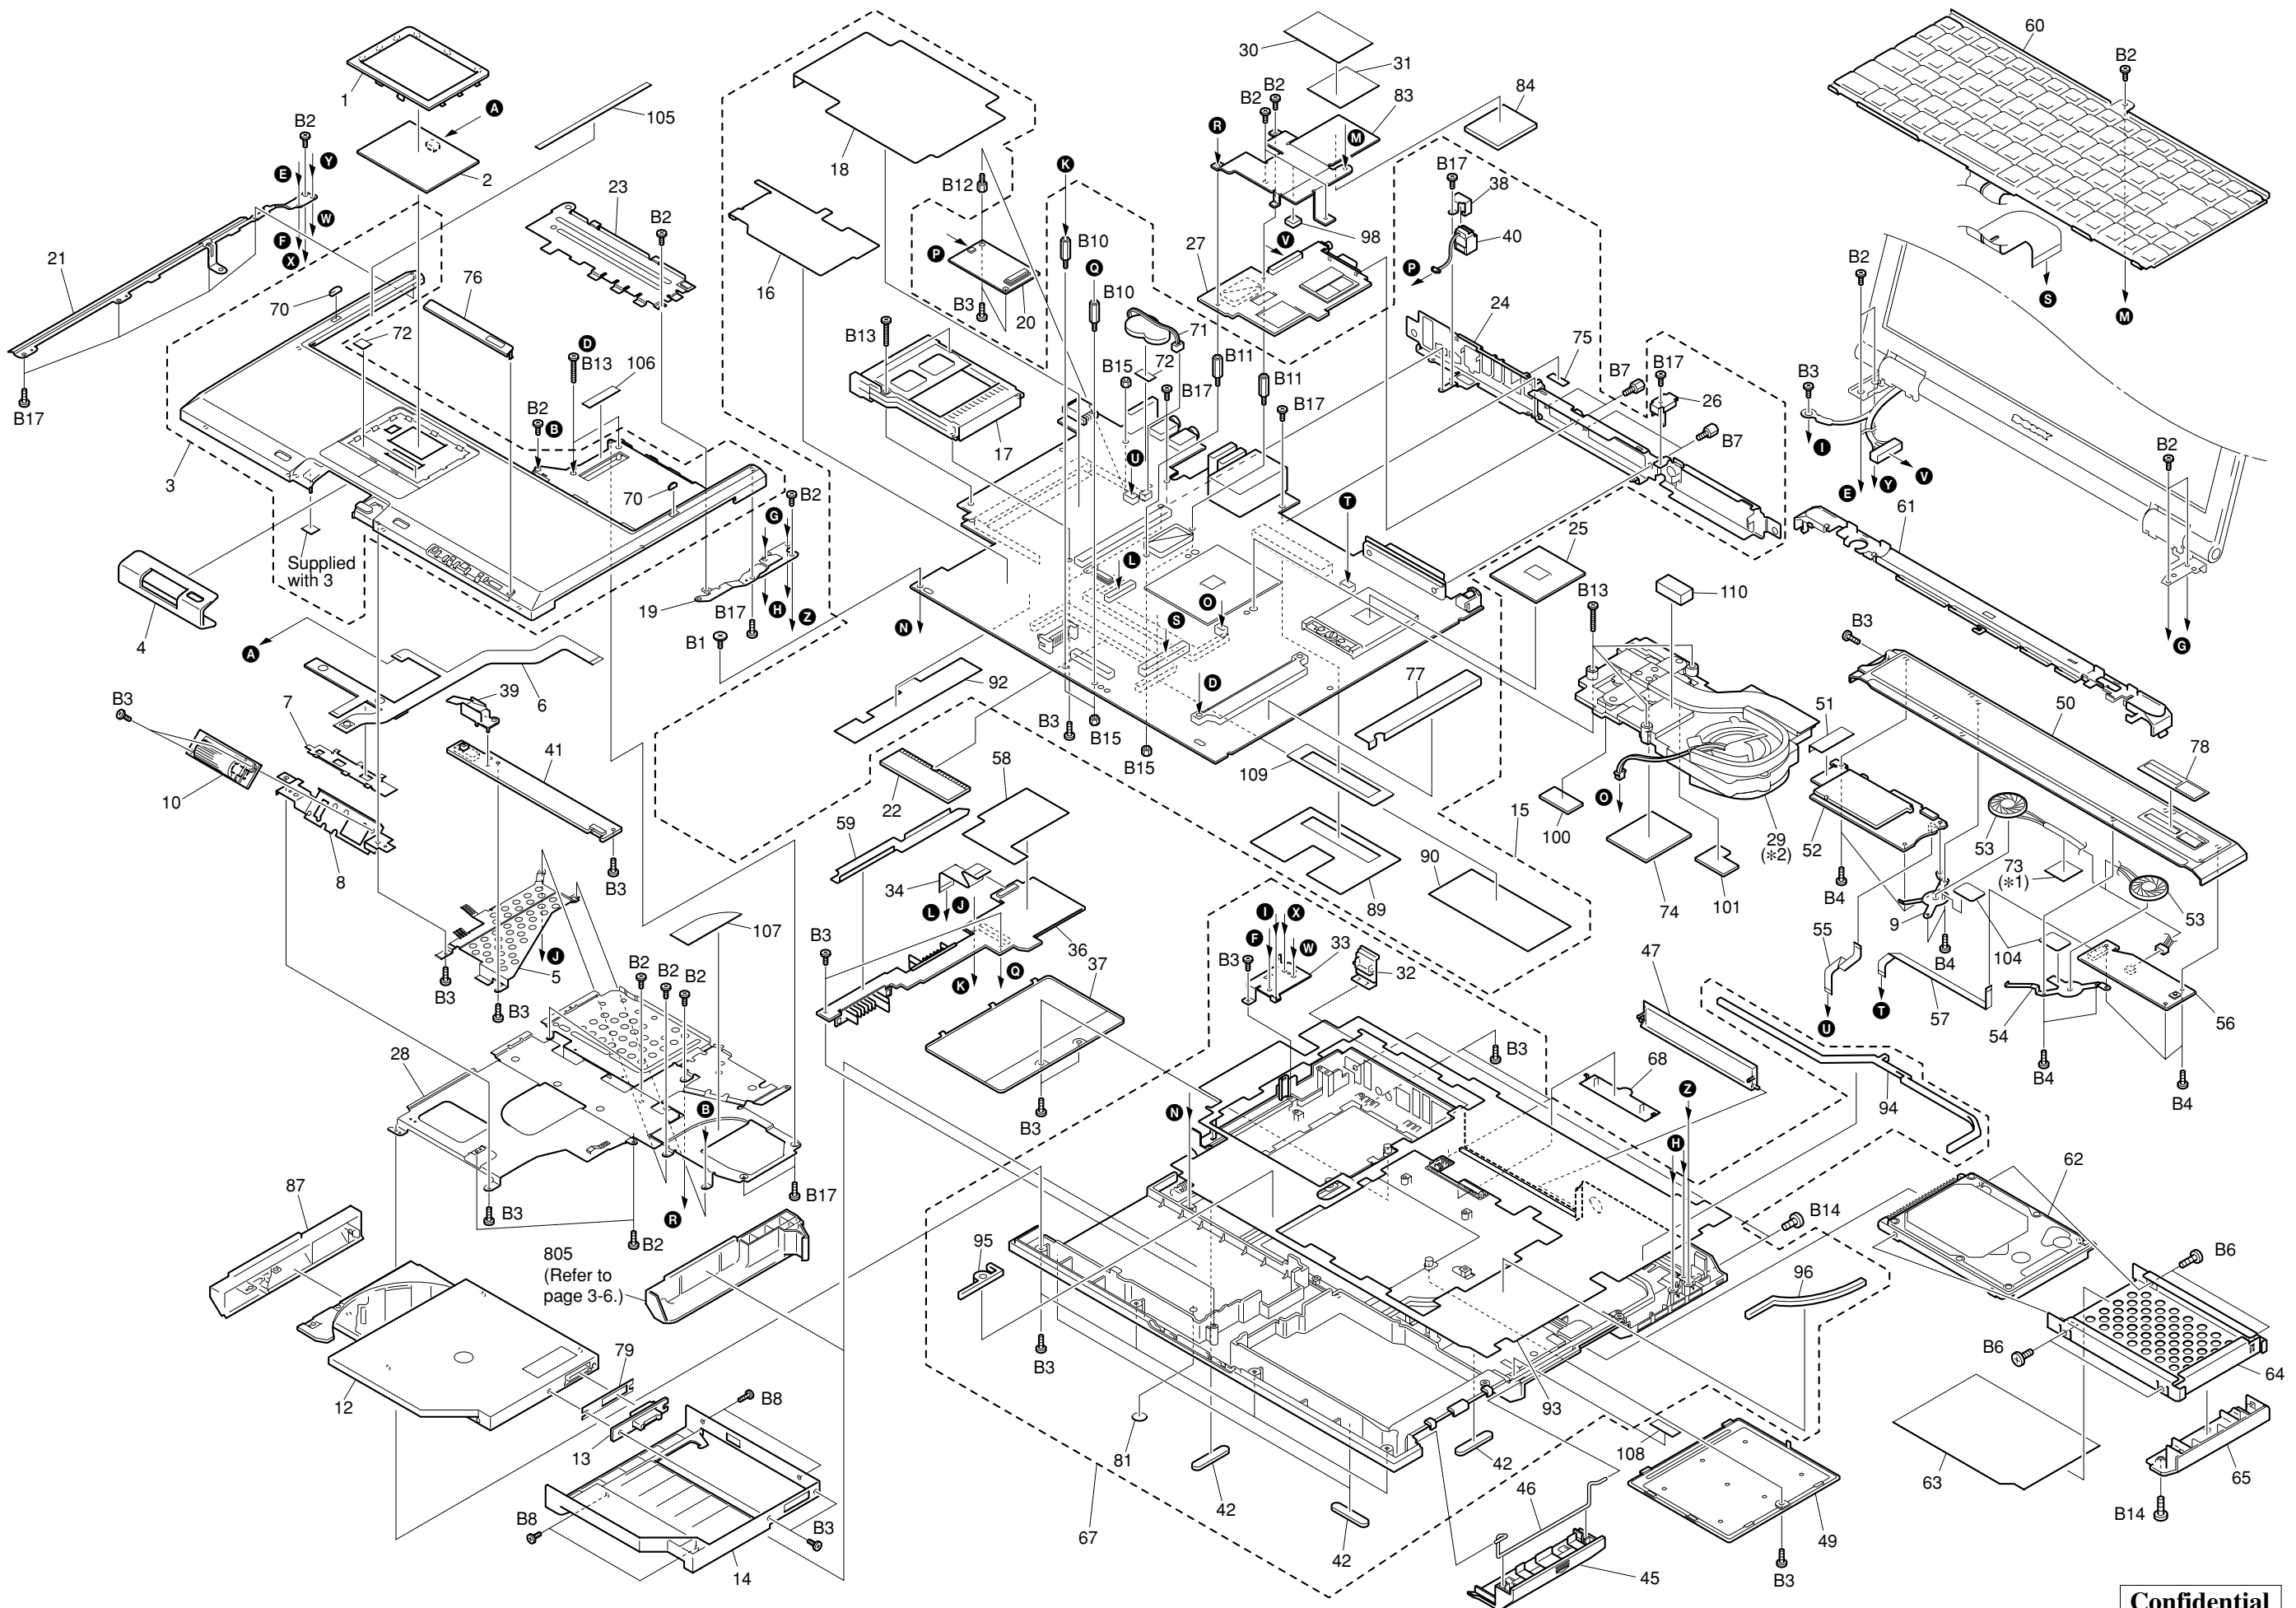 1
A
2
B2
E
Y
W
F
X
21
B17
105
3
70
72
76
23
B2
D
B13
106
B2
B
70
B2
G
H
Z
19
B17
B1
Supplied
with 3
4
A
6
39
7
B3
10
8
41
B3
5
J
B3
B3
107
B2
B2
B2
28
B
B3
R
B2
B17
87
805
(Refer to
page 3-6.)
12
79
13
B8
B8
B3
14
18
16
B12
P
B3
20
K
B10
Q
B10
B13
17
71
72
B15
B17
B11
B11
B17
U
30
31
B2
B2
R
M
83
84
98
V
27
B17
38
40
P
24
75
B7
B7
B17
26
T
25
L
O
S
N
D
92
B3
B15
B15
77
22
58
59
34
L
J
109
89
90
15
36
B3
K
Q
37
B3
I
X
F
W
B3
33
32
B13
110
O
29
(*2)
100
74
101
60
B2
S
M
B2
B3
I
E
Y
V
B2
G
61
B3
50
51
52
B4
78
53
73
(*1)
53
9
B4
104
55
U
T
57
54
B4
56
B4
47
B3
68
Z
H
94
N
95
B3
B14
96
93
81
42
42
42
67
108
46
45
49
B3
62
B6
B6
64
63
65
B14
Confidential